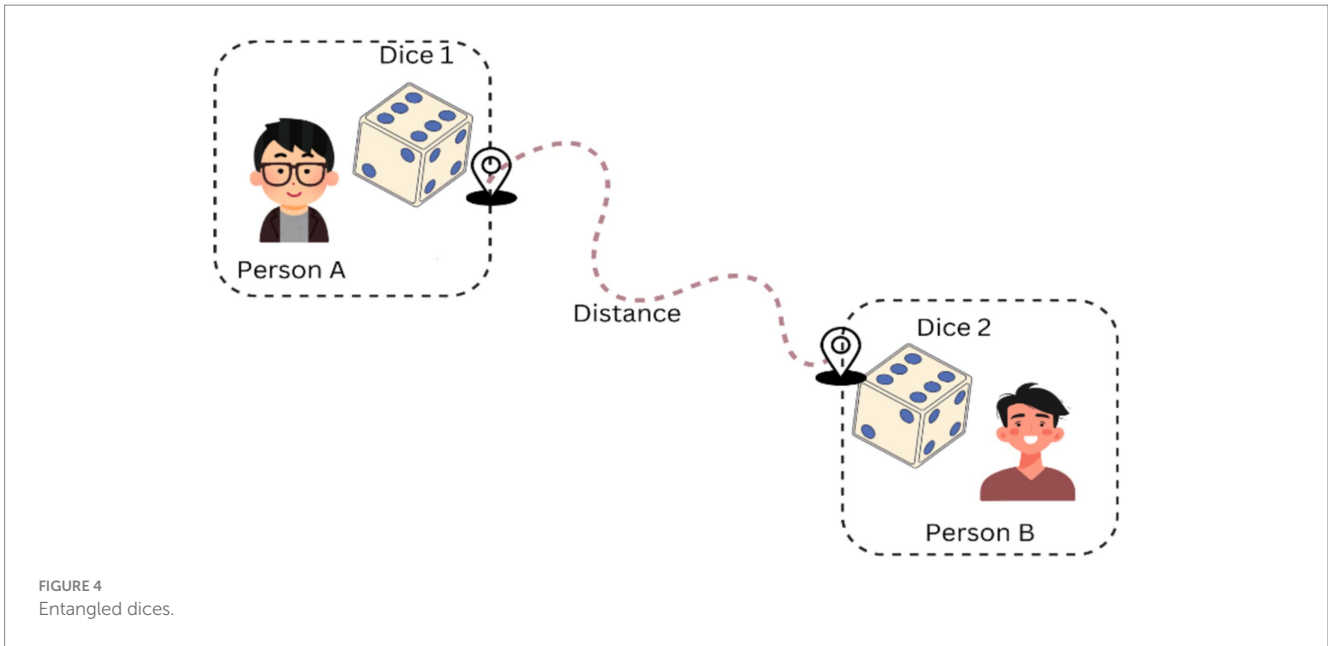 Dice 1
Person A
Distance
Dice 2
Person B
FIGURE 4
Entangled dices.